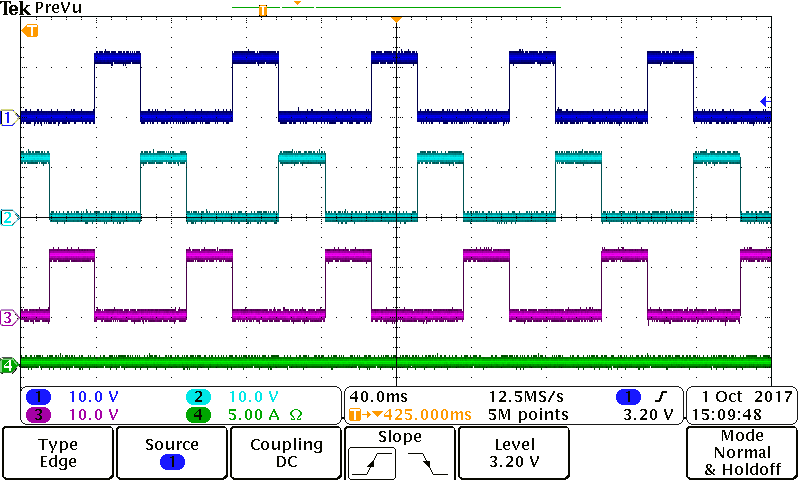 Tek PreVu
T
T
1
2
3
4
1 10.0 V 2 10.0 V
3 10.0 V 4 5.00 A Ω
40.0ms 12.5MS/s 1
T 425.000ms 5M points 3.20 V
1 Oct 2017
15:09:48
Type
Edge
Source
1
Coupling
DC
Slope
Level
3.20 V
Mode
Normal
& Holdoff